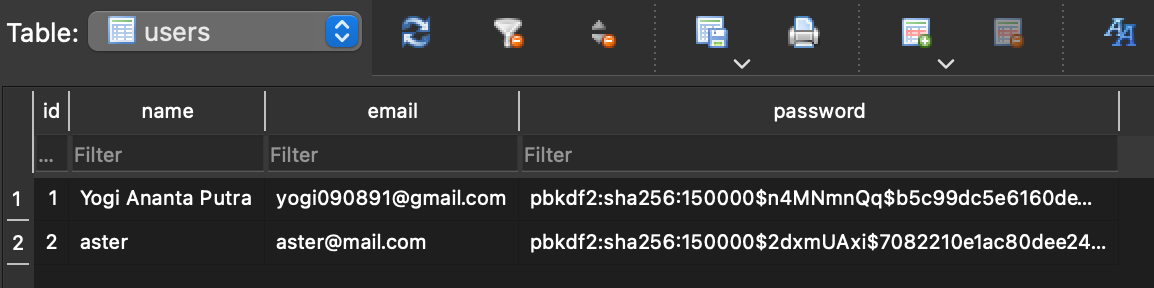 Table: users
id name email password
... Filter Filter Filter
1 1 Yogi Ananta Putra yogi090891@gmail.com pbkdf2:sha256:150000$n4MNmnQq$b5c99dc5e6160de...
2 2 aster aster@mail.com pbkdf2:sha256:150000$2dxmUAxi$7082210e1ac80dee24...